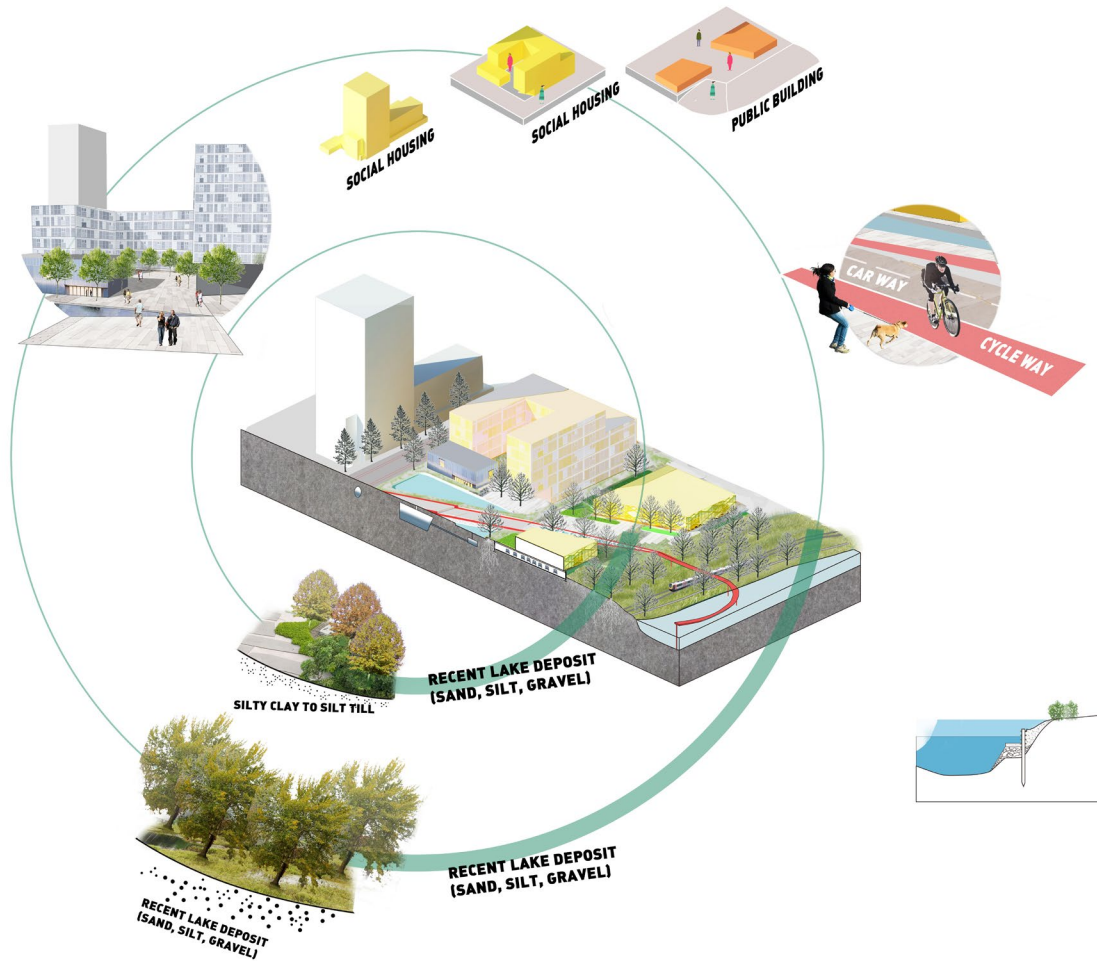 SOCIAL HOUSING
SOCIAL HOUSING
PUBLIC BUILDING
CAR WAY
CYCLE WAY
RECENT LAKE DEPOSIT
(SAND, SILT, GRAVEL)
SILTY CLAY TO SILT TILL
RECENT LAKE DEPOSIT
(SAND, SILT, GRAVEL)
RECENT LAKE DEPOSIT
(SAND, SILT, GRAVEL)